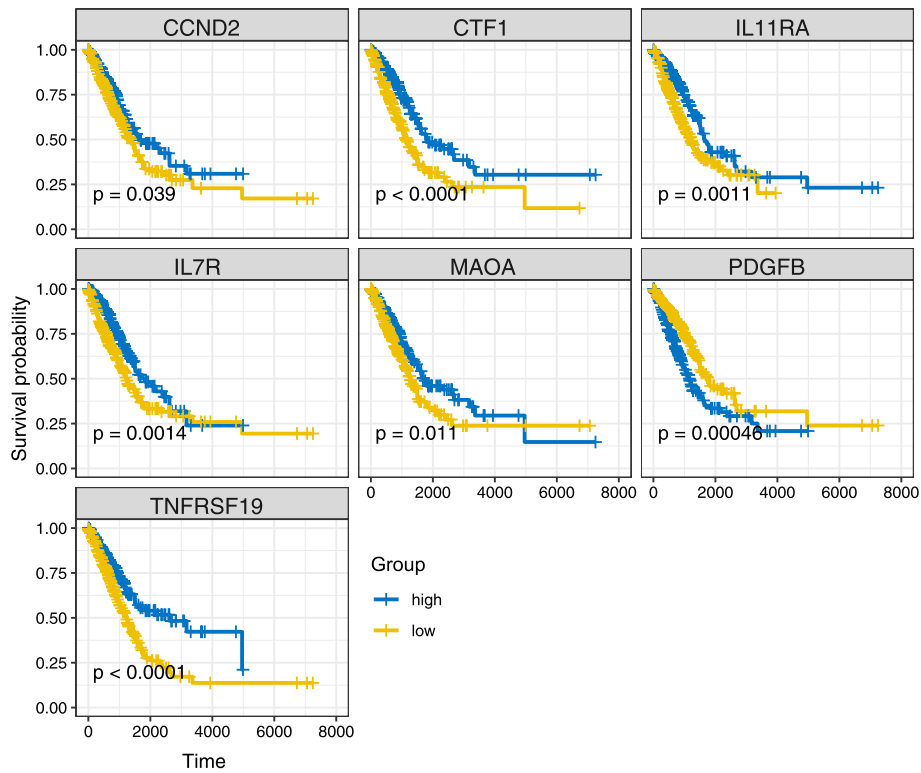 CCND2 CTF1 IL11RA
1.00
0.75
0.50
0.25
0.00
p = 0.039 p < 0.0001 p = 0.0011
IL7R MAOA PDGFB
Survival probability
1.00
0.75
0.50
0.25
0.00
p = 0.0014 p = 0.011 p = 0.00046
0 2000 4000 6000 8000 0 2000 4000 6000 8000
TNFRSF19
1.00
0.75
0.50
0.25
0.00
p < 0.0001
0 2000 4000 6000 8000
Time
Group
high
low